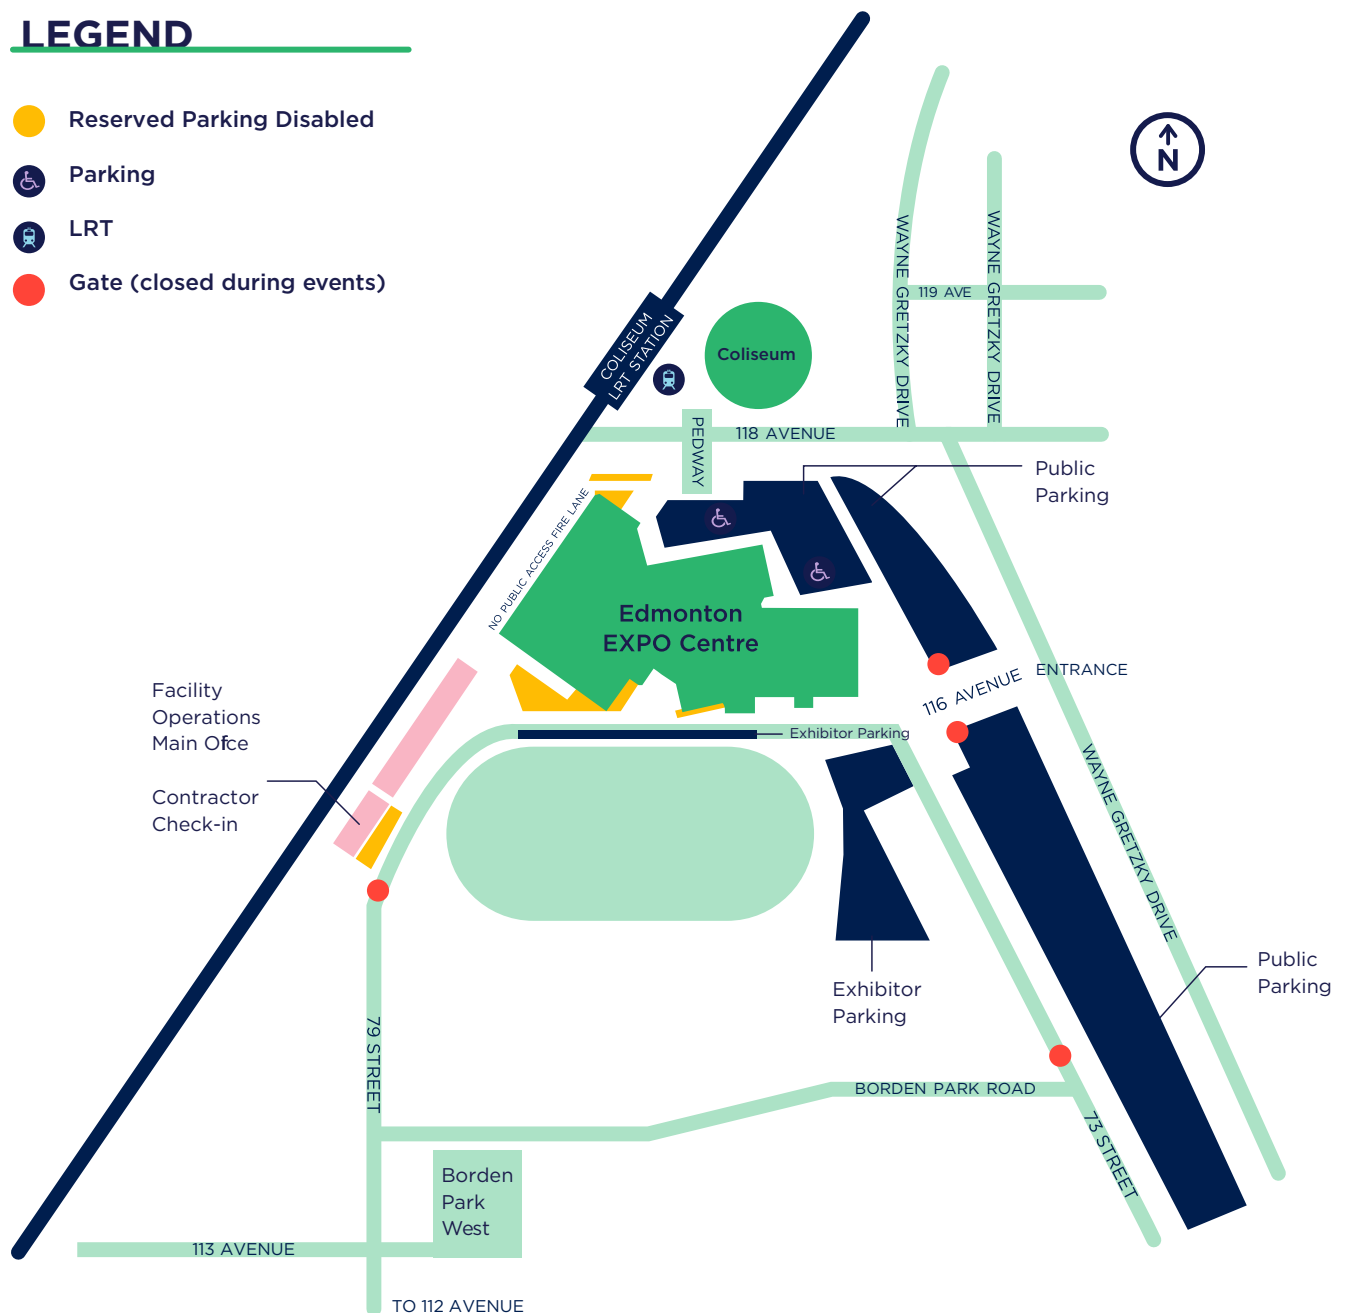 LEGEND
Reserved Parking Disabled
Parking
LRT
Gate (closed during events)
N
WAYNE GRETZKY DRIVE
WAYNE GRETZKY DRIVE
119 AVE
COLISEUM
LRT STATION
Coliseum
PEDWAY
118 AVENUE
Public
Parking
NO PUBLIC ACCESS FIRE LANE
Edmonton
EXPO Centre
116 AVENUE
ENTRANCE
Facility
Operations
Main Ofce
Contractor
Check-in
Exhibitor Parking
WAYNE GRETZKY DRIVE
Public
Parking
Exhibitor
Parking
79 STREET
BORDEN PARK ROAD
73 STREET
Borden
Park
West
113 AVENUE
TO 112 AVENUE